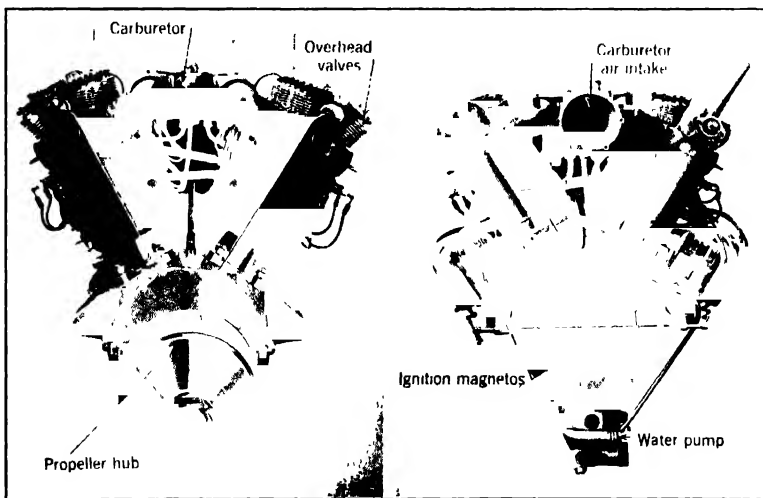 Carburetor
Overhead
valves
Propeller hub
Carburetor
air intake
Ignition magnetos
Water pump